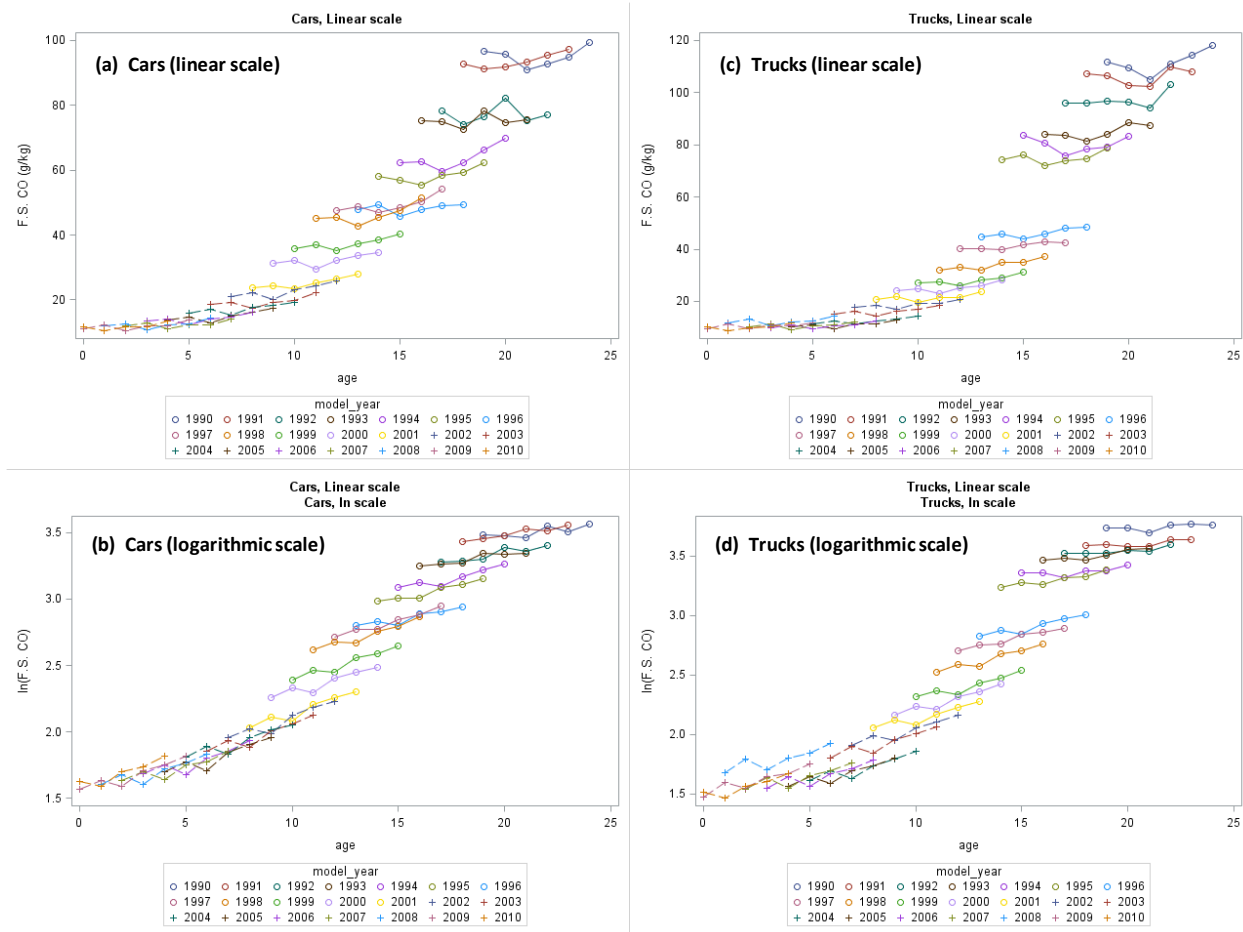 Cars, Linear scale
(a) Cars (linear scale)
100
80
60
40
20
F.S. CO (g/kg)
0 5 10 15 20 25
age
model_year
1990 1991 1992 1993 1994 1995 1996
1997 1998 1999 2000 2001 2002 2003
2004 2005 2006 2007 2008 2009 2010
Trucks, Linear scale
(c) Trucks (linear scale)
120
100
80
60
40
20
F.S. CO (g/kg)
0 5 10 15 20 25
age
model_year
1990 1991 1992 1993 1994 1995 1996
1997 1998 1999 2000 2001 2002 2003
2004 2005 2006 2007 2008 2009 2010
Cars, Linear scale
Cars, ln scale
(b) Cars (logarithmic scale)
3.5
3.0
2.5
2.0
1.5
ln(F.S. CO)
0 5 10 15 20 25
age
model_year
1990 1991 1992 1993 1994 1995 1996
1997 1998 1999 2000 2001 2002 2003
2004 2005 2006 2007 2008 2009 2010
Trucks, Linear scale
Trucks, ln scale
(d) Trucks (logarithmic scale)
3.5
3.0
2.5
2.0
1.5
ln(F.S. CO)
0 5 10 15 20 25
age
model_year
1990 1991 1992 1993 1994 1995 1996
1997 1998 1999 2000 2001 2002 2003
2004 2005 2006 2007 2008 2009 2010